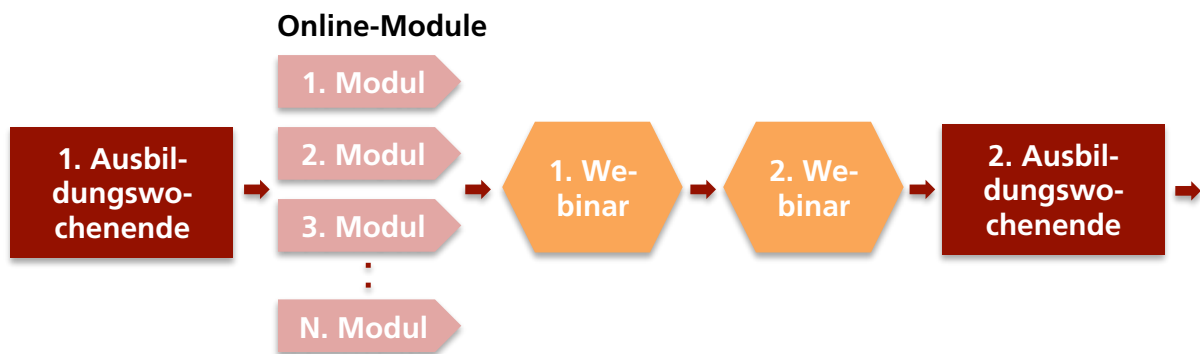 Online-Module
1. Ausbil-
dungswo-
chenende
1. Modul
2. Modul
3. Modul
N. Modul
1. We-
binar
2. We-
binar
2. Ausbil-
dungswo-
chenende